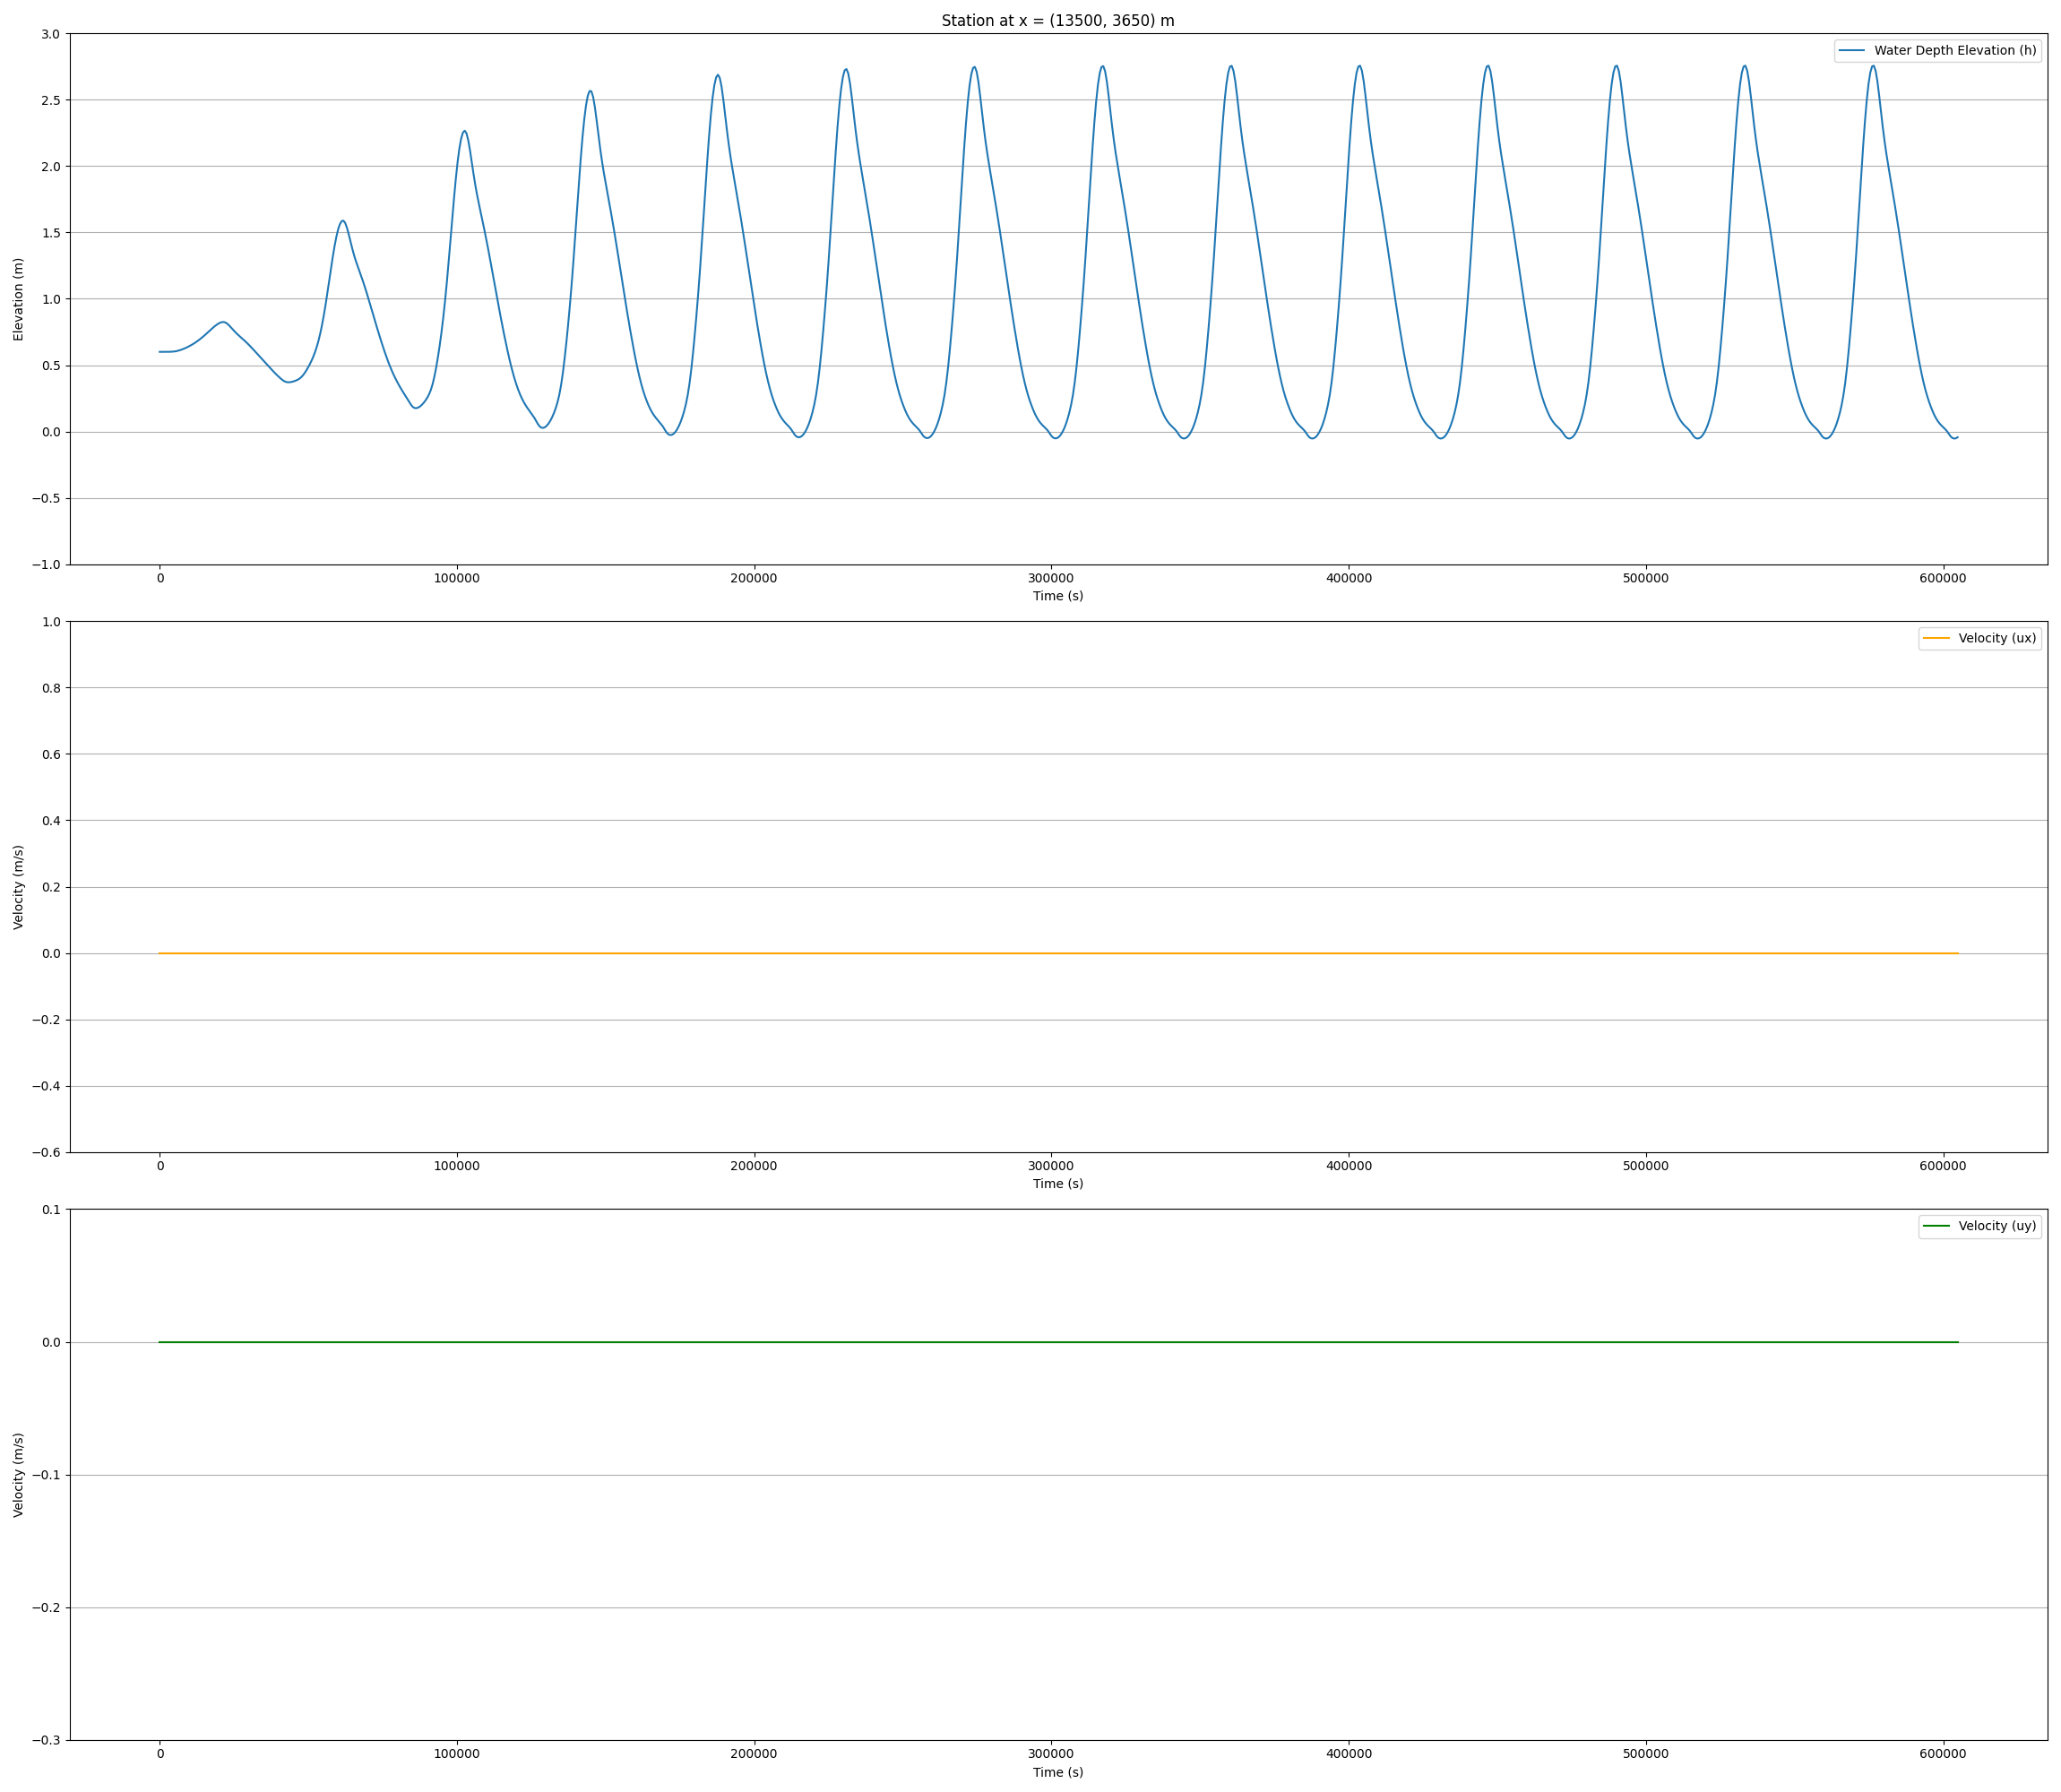 Station at x = (13500, 3650) m
3.0
2.5
2.0
1.5
1.0
0.5
0.0
−0.5
−1.0
Elevation (m)
Water Depth Elevation (h)
0 100000 200000 300000 400000 500000 600000
Time (s)
1.0
0.8
0.6
0.4
0.2
0.0
−0.2
−0.4
−0.6
Velocity (m/s)
Velocity (ux)
0 100000 200000 300000 400000 500000 600000
Time (s)
0.1
0.0
−0.1
−0.2
−0.3
Velocity (m/s)
Velocity (uy)
0 100000 200000 300000 400000 500000 600000
Time (s)